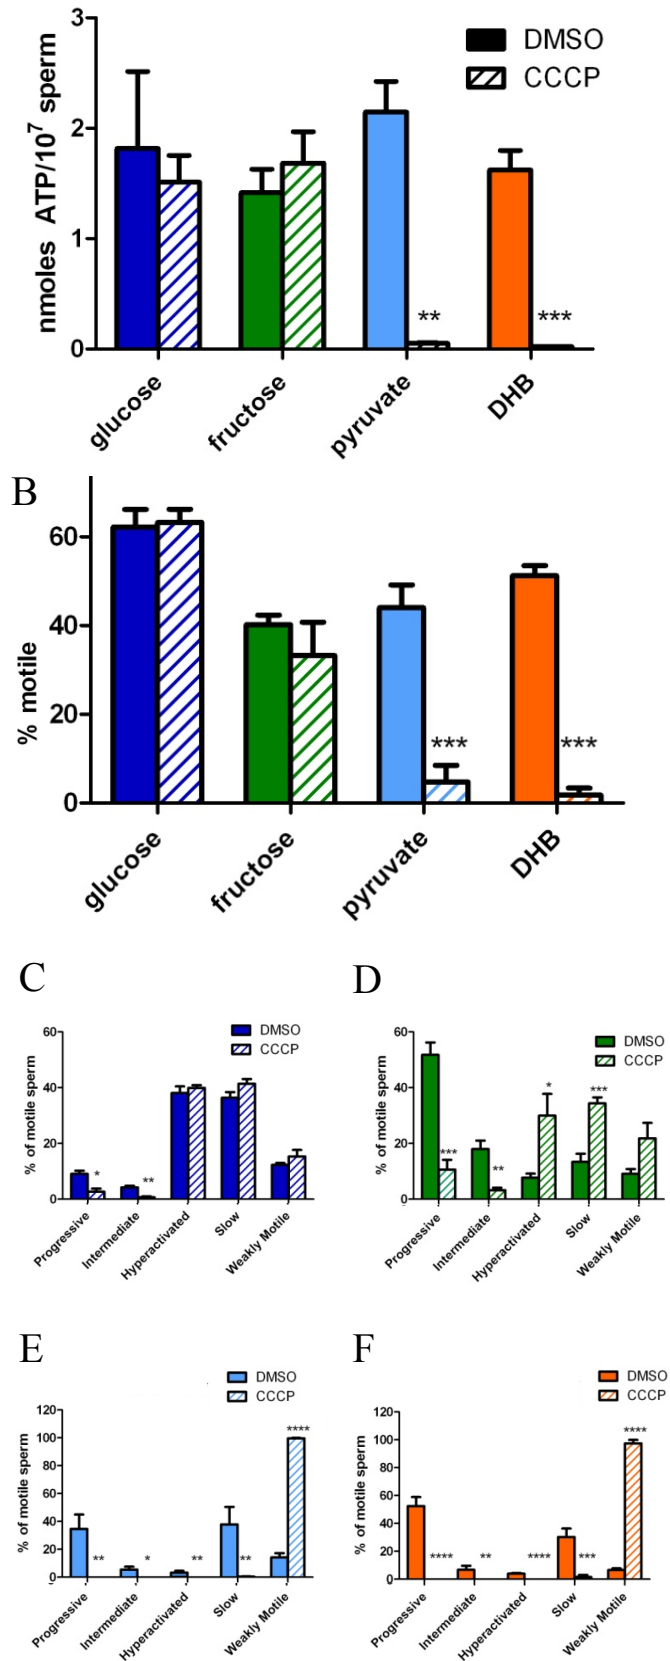 3
2
1
0
nmoles ATP/10⁷ sperm
DMSO
CCCP
**
***
glucose
fructose
pyruvate
DHB
B
60
40
20
0
% motile
***
***
glucose
fructose
pyruvate
DHB
C
60
40
20
0
% of motile sperm
DMSO
CCCP
*
**
Progressive
Intermediate
Hyperactivated
Slow
Weakly Motile
D
60
40
20
0
% of motile sperm
DMSO
CCCP
***
**
*
***
Progressive
Intermediate
Hyperactivated
Slow
Weakly Motile
E
120
100
80
60
40
20
0
% of motile sperm
DMSO
CCCP
**
*
**
**
****
Progressive
Intermediate
Hyperactivated
Slow
Weakly Motile
F
120
100
80
60
40
20
0
% of motile sperm
DMSO
CCCP
****
**
****
***
****
Progressive
Intermediate
Hyperactivated
Slow
Weakly Motile